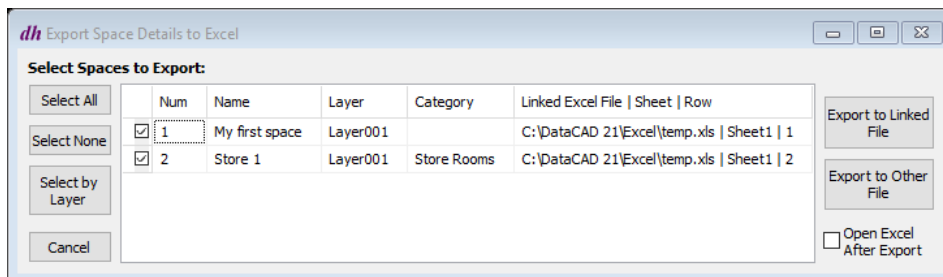 dh Export Space Details to Excel
Select Spaces to Export:
Select All
Select None
Select by
Layer
Cancel
Num Name Layer Category Linked Excel File | Sheet | Row
1 My first space Layer001 C:\DataCAD 21\Excel\temp.xls | Sheet1 | 1
2 Store 1 Layer001 Store Rooms C:\DataCAD 21\Excel\temp.xls | Sheet1 | 2
Export to Linked
File
Export to Other
File
Open Excel
After Export